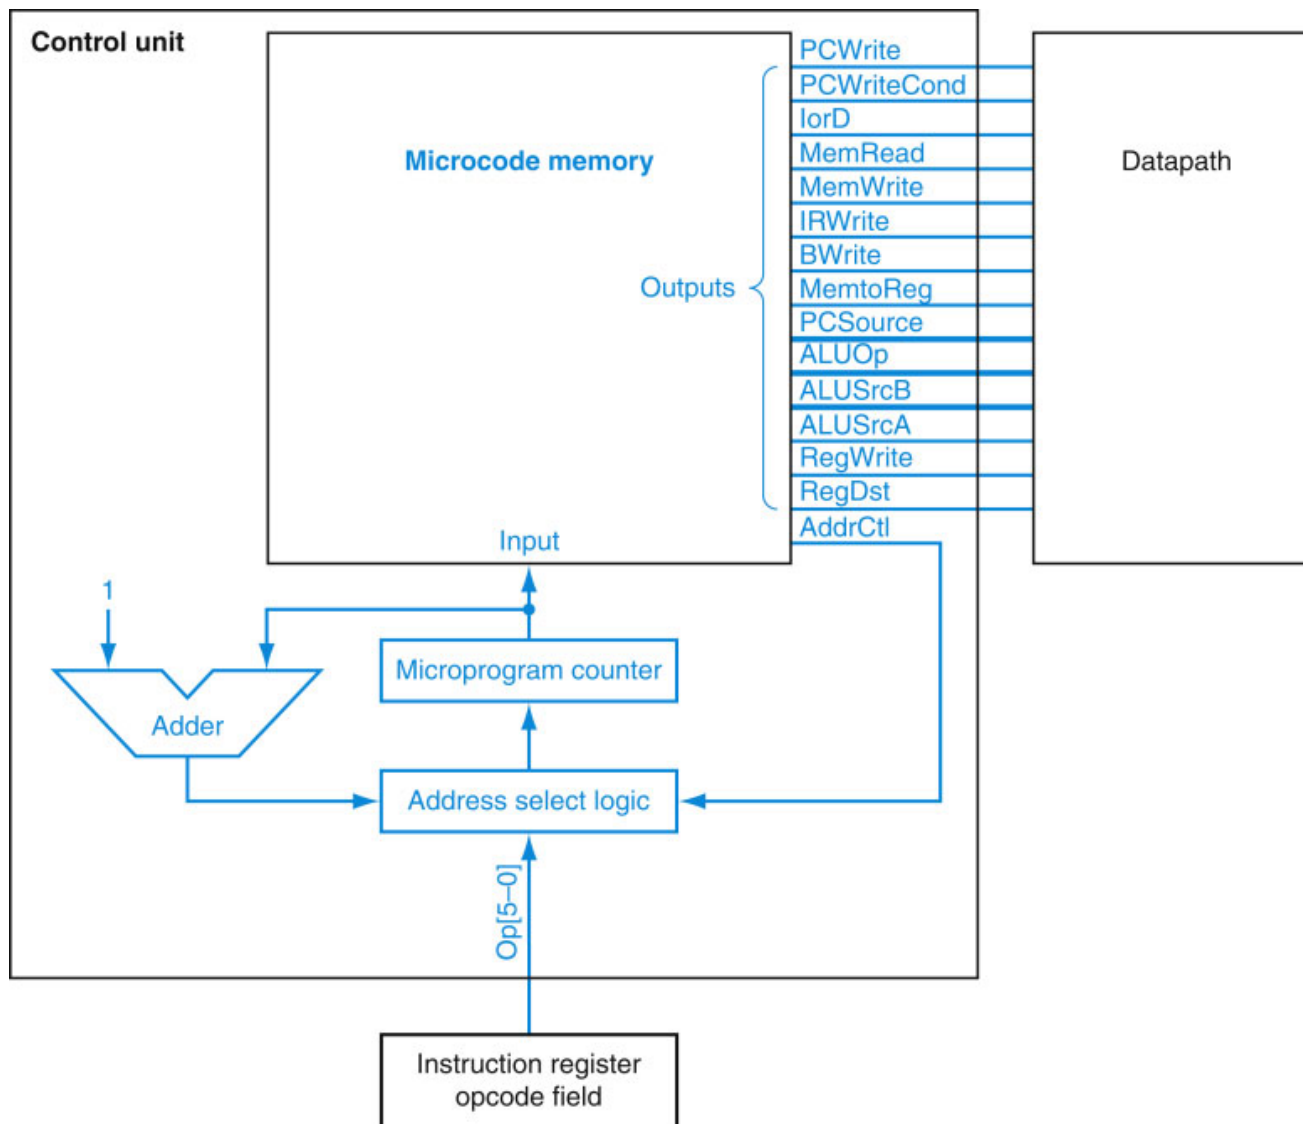 Control unit
Microcode memory
Outputs
Input
PCWrite
PCWriteCond
IorD
MemRead
MemWrite
IRWrite
BWrite
MemtoReg
PCSource
ALUOp
ALUSrcB
ALUSrcA
RegWrite
RegDst
AddrCtl
Datapath
1
Adder
Microprogram counter
Address select logic
Op[5–0]
Instruction register
opcode field